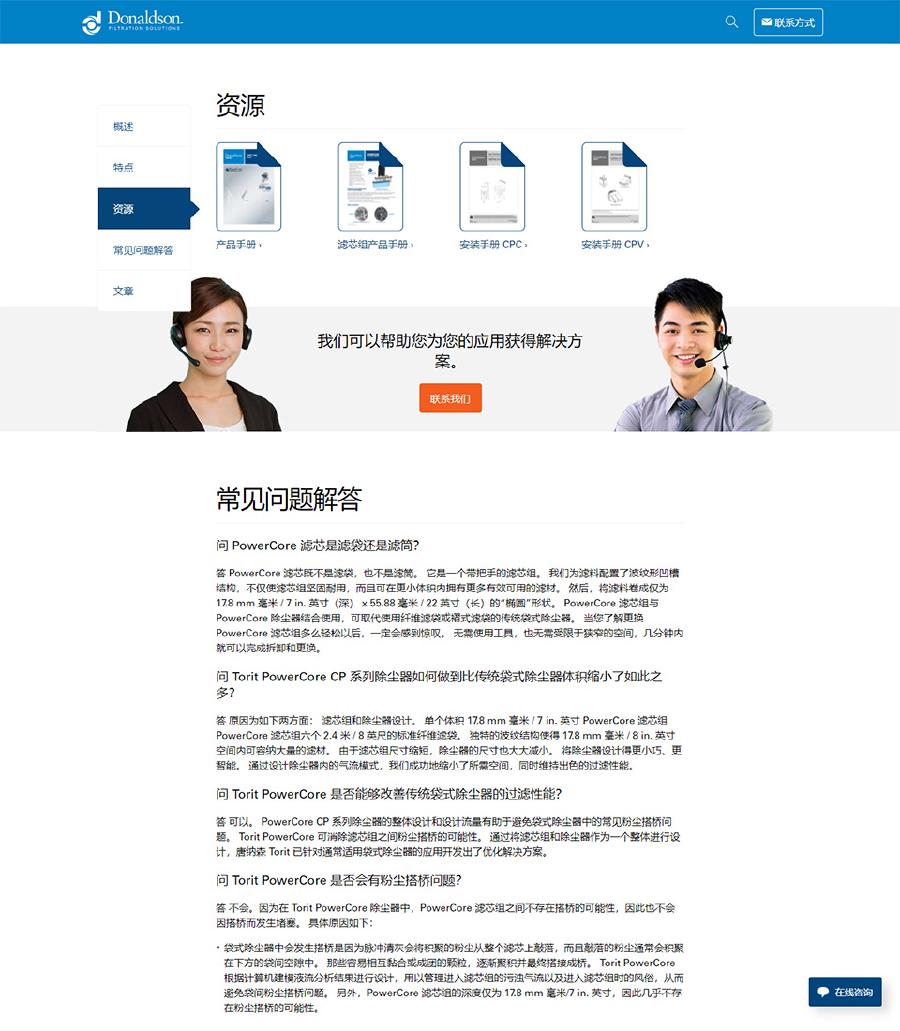 Donaldson
FILTRATION SOLUTIONS
联系方式
概述
特点
资源
常见问题解答
文章
资源
产品手册 ›
滤芯组产品手册 ›
安装手册 CPC ›
安装手册 CPV ›
我们可以帮助您为您的应用获得解决方
案。
联系我们
常见问题解答
问 PowerCore 滤芯是滤袋还是滤筒?
答 PowerCore 滤芯既不是滤袋，也不是滤筒。 它是一个带把手的滤芯组。 我们为滤料配置了波纹形凹槽
结构，不仅使滤芯组坚固耐用，而且可在更小体积内拥有更多有效可用的滤材。 然后，将滤料卷成仅为
17.8 mm 毫米 / 7 in. 英寸（深） x 55.88 毫米 / 22 英寸（长）的“椭圆”形状。 PowerCore 滤芯组与
PowerCore 除尘器结合使用，可取代使用纤维滤袋或褶式滤袋的传统袋式除尘器。 当您了解更换
PowerCore 滤芯组多么轻松以后，一定会感到惊叹， 无需使用工具，也无需受限于狭窄的空间，几分钟内
就可以完成拆卸和更换。
问 Torit PowerCore CP 系列除尘器如何做到比传统袋式除尘器体积缩小了如此之
多?
答 原因为如下两方面： 滤芯组和除尘器设计。 单个体积 17.8 mm 毫米 / 7 in. 英寸 PowerCore 滤芯组
PowerCore 滤芯组六个 2.4 米 / 8 英尺的标准纤维滤袋。 独特的波纹结构使得 17.8 mm 毫米 / 8 in. 英寸
空间内可容纳大量的滤材。 由于滤芯组尺寸缩短，除尘器的尺寸也大大减小。 将除尘器设计得更小巧、更
智能。 通过设计除尘器内的气流模式，我们成功地缩小了所需空间，同时维持出色的过滤性能。
问 Torit PowerCore 是否能够改善传统袋式除尘器的过滤性能?
答 可以。 PowerCore CP 系列除尘器的整体设计和设计流量有助于避免袋式除尘器中的常见粉尘搭桥问
题。 Torit PowerCore 可消除滤芯组之间粉尘搭桥的可能性。 通过将滤芯组和除尘器作为一个整体进行设
计，唐纳森 Torit 已针对通常适用袋式除尘器的应用开发出了优化解决方案。
问 Torit PowerCore 是否会有粉尘搭桥问题?
答 不会。因为在 Torit PowerCore 除尘器中，PowerCore 滤芯组之间不存在搭桥的可能性，因此也不会
因搭桥而发生堵塞。 具体原因如下：
· 袋式除尘器中会发生搭桥是因为脉冲清灰会将积聚的粉尘从整个滤芯上敲落，而且敲落的粉尘通常会积聚
在下方的袋间空隙中。 那些容易相互黏合或成团的颗粒，逐渐聚积并最终搭接成桥。 Torit PowerCore
根据计算机建模液流分析结果进行设计，用以管理进入滤芯组的污浊气流以及进入滤芯组时的风俗，从而
避免袋间粉尘搭桥问题。 另外，PowerCore 滤芯组的深度仅为 17.8 mm 毫米/7 in. 英寸，因此几乎不存
在粉尘搭桥的可能性。
在线咨询